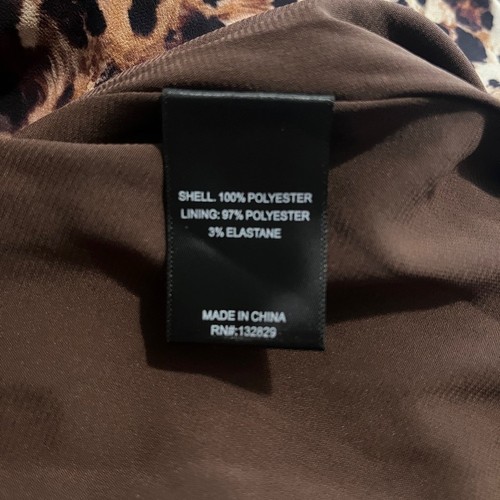 SHELL. 100% POLYESTER
LINING: 97% POLYESTER
3% ELASTANE
MADE IN CHINA
RN#:132829